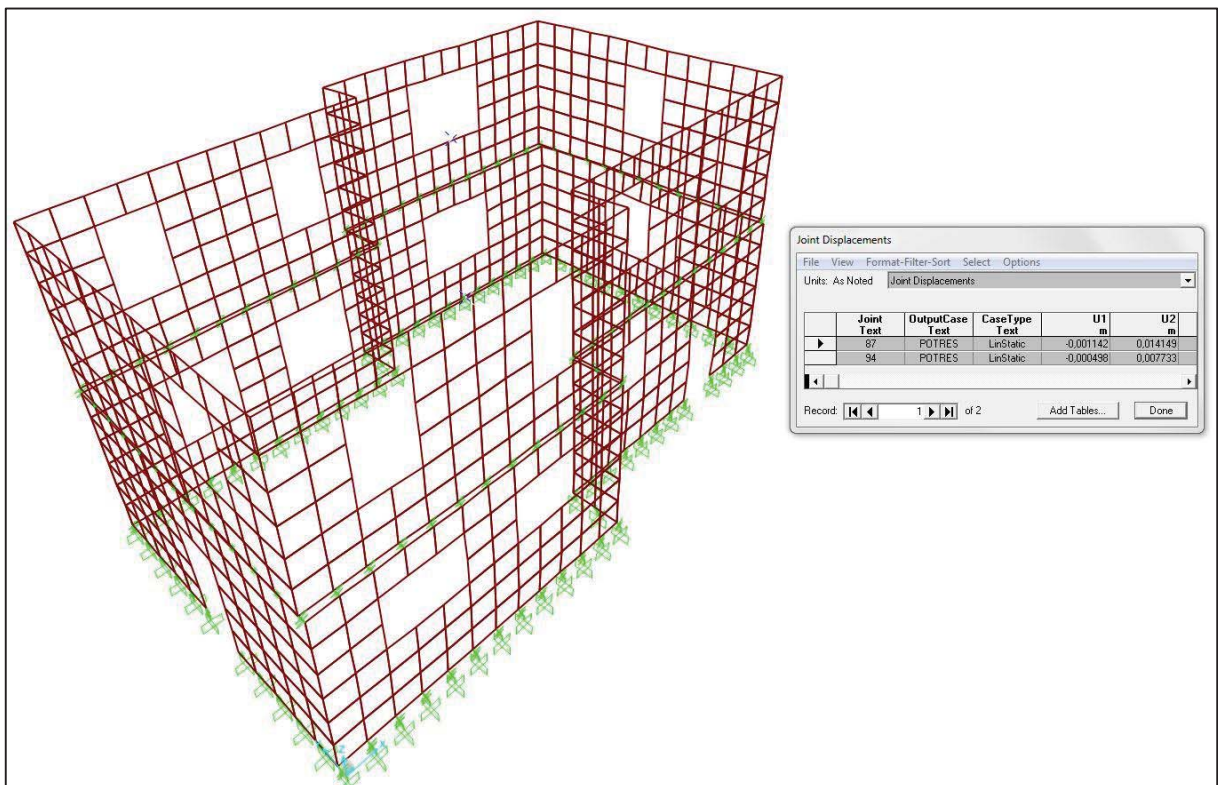 Joint Displacements
File View Format-Filter-Sort Select Options
Units: As Noted Joint Displacements
Joint OutputCase CaseType U1 U2
Text Text Text m m
87 POTRES LinStatic -0,001142 0,014149
94 POTRES LinStatic -0,000498 0,007733
Record: 1 of 2 Add Tables... Done